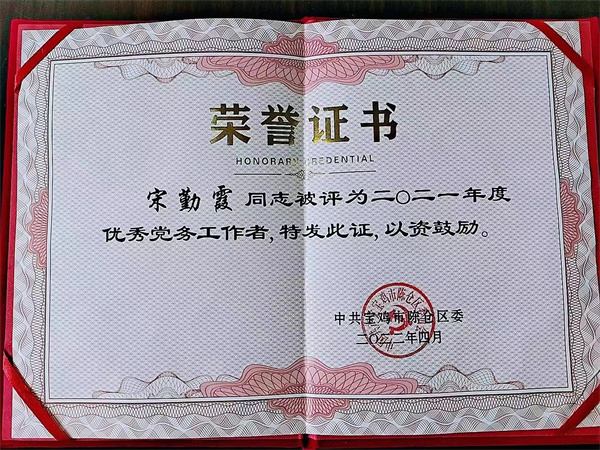 荣誉证书
HONORARY CREDENTIAL
宋勤霞 同志被评为二〇二一年度
优秀党务工作者,特发此证,以资鼓励。
中共宝鸡市陈仓区委
二〇二二年四月